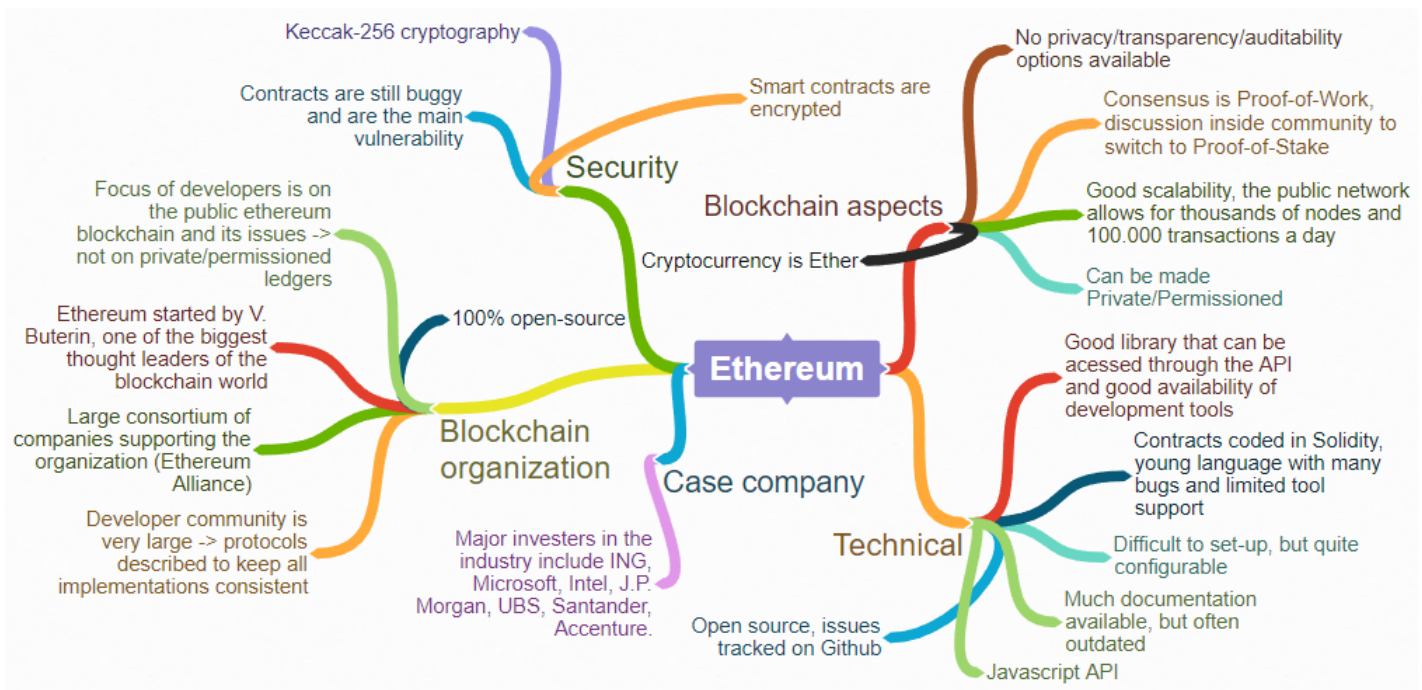 Keccak-256 cryptography
Contracts are still buggy
and are the main
vulnerability
Smart contracts are
encrypted
Security
Focus of developers is on
the public ethereum
blockchain and its issues ->
not on private/permissioned
ledgers
Ethereum started by V.
Buterin, one of the biggest
thought leaders of the
blockchain world
100% open-source
Large consortium of
companies supporting the
organization (Ethereum
Alliance)
Developer community is
very large -> protocols
described to keep all
implementations consistent
Blockchain
organization
Ethereum
Case company
Major investers in the
industry include ING,
Microsoft, Intel, J.P.
Morgan, UBS, Santander,
Accenture.
Blockchain aspects
No privacy/transparency/auditability
options available
Consensus is Proof-of-Work,
discussion inside community to
switch to Proof-of-Stake
Good scalability, the public network
allows for thousands of nodes and
100.000 transactions a day
Cryptocurrency is Ether
Can be made
Private/Permissioned
Technical
Good library that can be
acessed through the API
and good availability of
development tools
Contracts coded in Solidity,
young language with many
bugs and limited tool
support
Difficult to set-up, but quite
configurable
Much documentation
available, but often
outdated
Open source, issues
tracked on Github
Javascript API